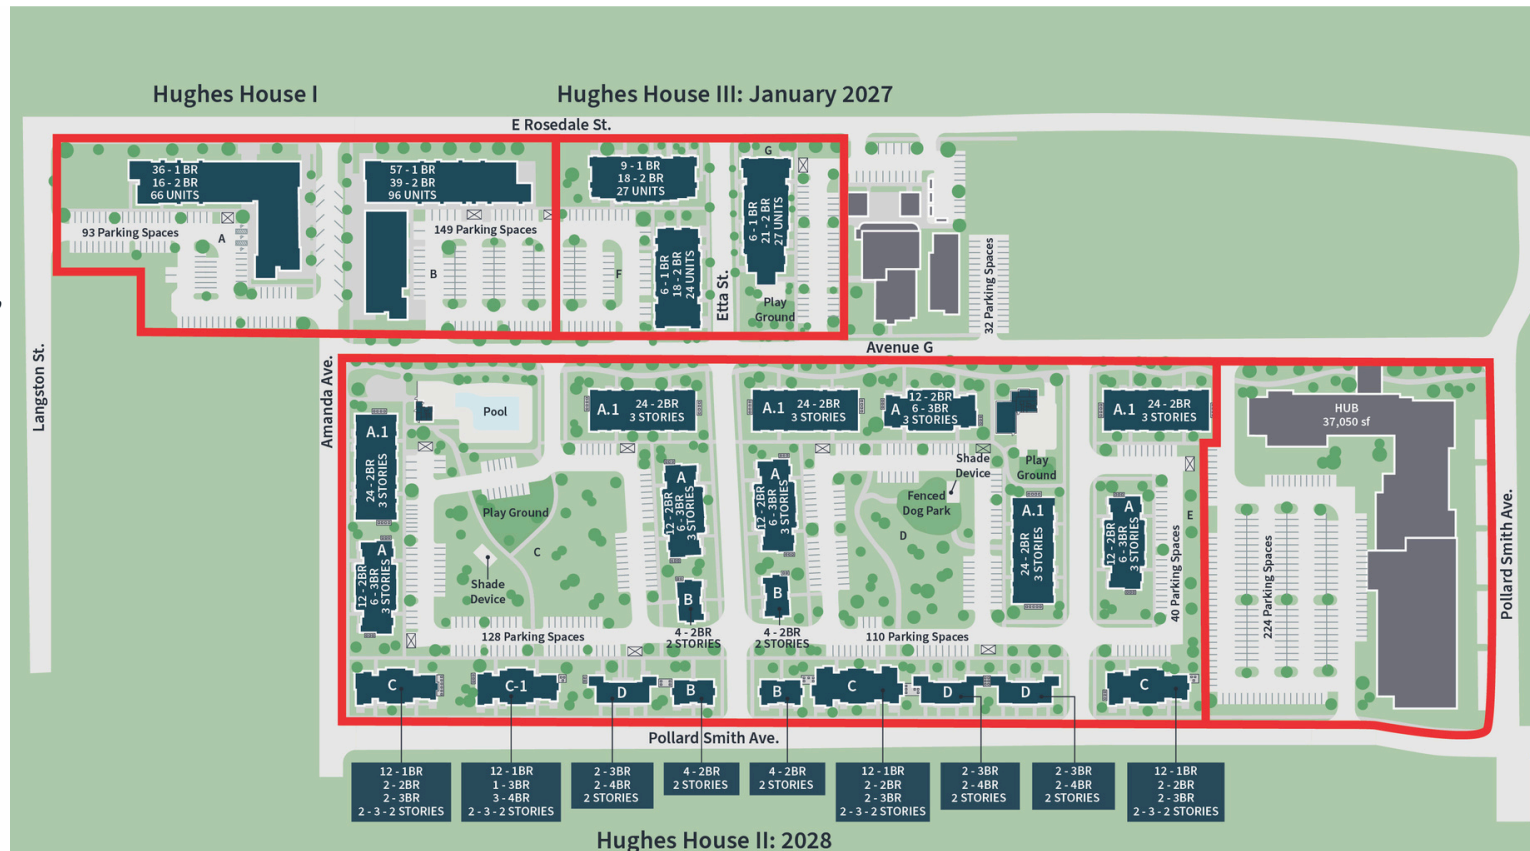 Hughes House I
Hughes House III: January 2027
E Rosedale St.
36 - 1 BR
16 - 2 BR
66 UNITS
57 - 1 BR
39 - 2 BR
96 UNITS
9 - 1 BR
18 - 2 BR
27 UNITS
G
6 - 1 BR
21 - 2 BR
27 UNITS
93 Parking Spaces
A
149 Parking Spaces
B
F
6 - 1 BR
18 - 2 BR
24 UNITS
Etta St.
Play
Ground
32 Parking Spaces
Langston St.
Amanda Ave.
Avenue G
Pool
A.1
24 - 2BR
3 STORIES
A.1
24 - 2BR
3 STORIES
A
12 - 2BR
6 - 3BR
3 STORIES
A.1
24 - 2BR
3 STORIES
HUB
37,050 sf
A.1
24 - 2BR
3 STORIES
Play Ground
C
Shade
Device
A
12 - 2BR
6 - 3BR
3 STORIES
A
12 - 2BR
6 - 3BR
3 STORIES
A
12 - 2BR
6 - 3BR
3 STORIES
Shade
Device
Fenced
Dog Park
D
Play
Ground
A.1
24 - 2BR
3 STORIES
A
12 - 2BR
6 - 3BR
3 STORIES
E
40 Parking Spaces
224 Parking Spaces
Pollard Smith Ave.
B
4 - 2BR
2 STORIES
B
4 - 2BR
2 STORIES
128 Parking Spaces
110 Parking Spaces
C
C-1
D
B
B
C
D
D
C
Pollard Smith Ave.
12 - 1BR
2 - 2BR
2 - 3BR
2 - 3 - 2 STORIES
12 - 1BR
1 - 3BR
3 - 4BR
2 - 3 - 2 STORIES
2 - 3BR
2 - 4BR
2 STORIES
4 - 2BR
2 STORIES
4 - 2BR
2 STORIES
12 - 1BR
2 - 2BR
2 - 3BR
2 - 3 - 2 STORIES
2 - 3BR
2 - 4BR
2 STORIES
2 - 3BR
2 - 4BR
2 STORIES
12 - 1BR
2 - 2BR
2 - 3BR
2 - 3 - 2 STORIES
Hughes House II: 2028